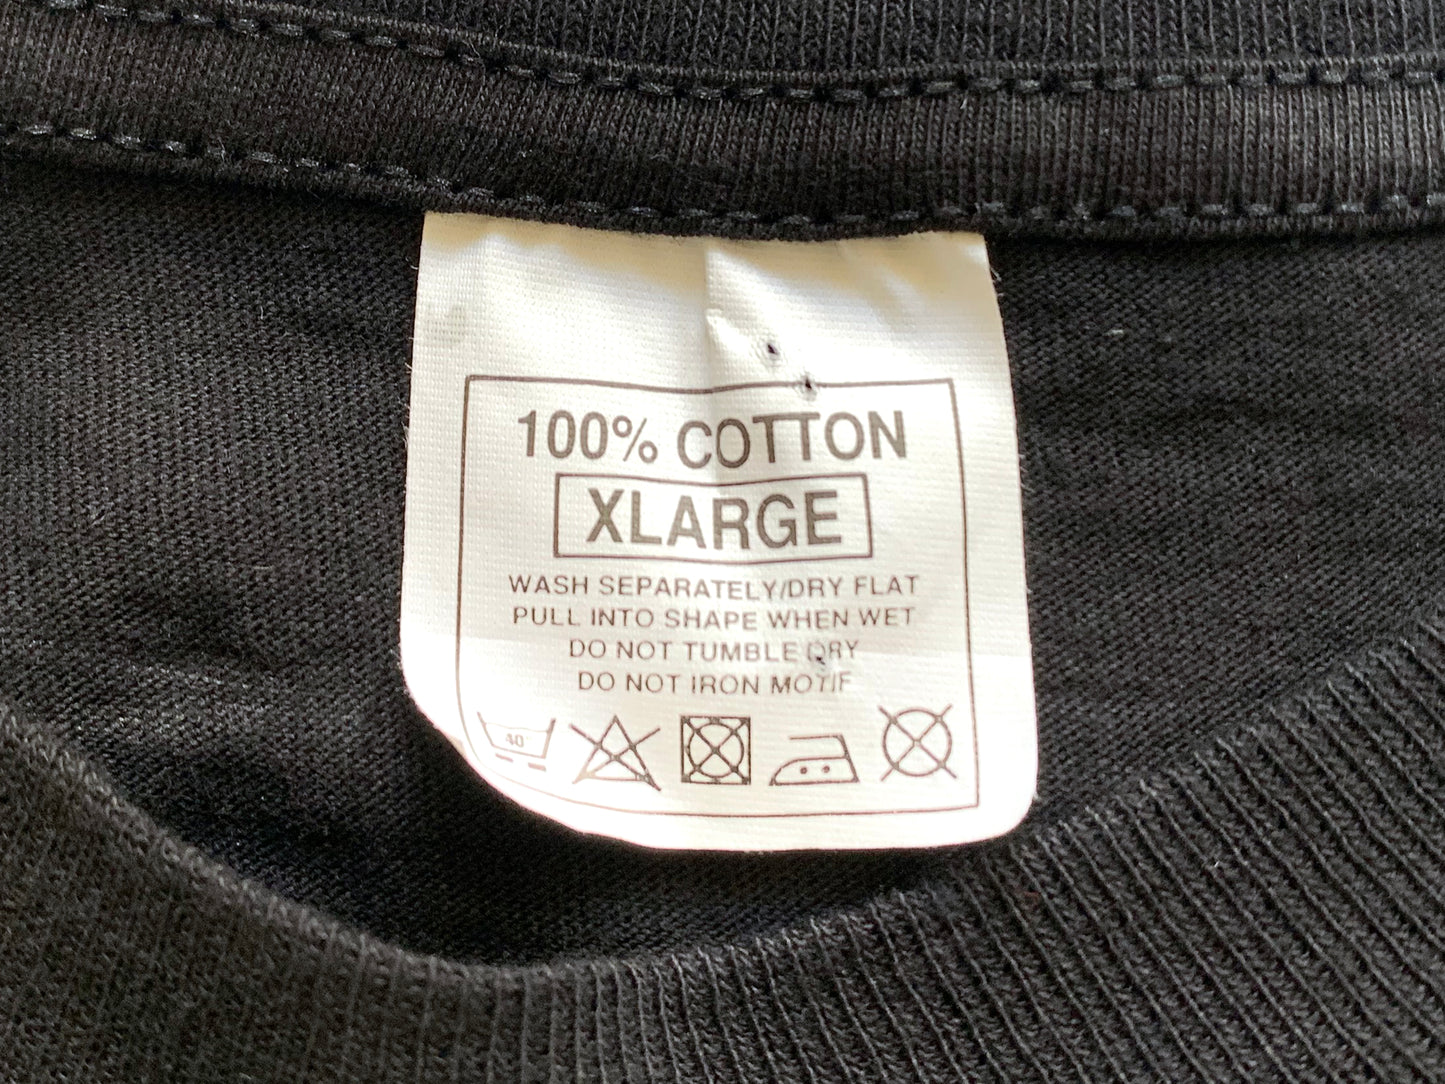 100% COTTON
XLARGE
WASH SEPARATELY/DRY FLAT
PULL INTO SHAPE WHEN WET
DO NOT TUMBLE DRY
DO NOT IRON MOTIF
40°